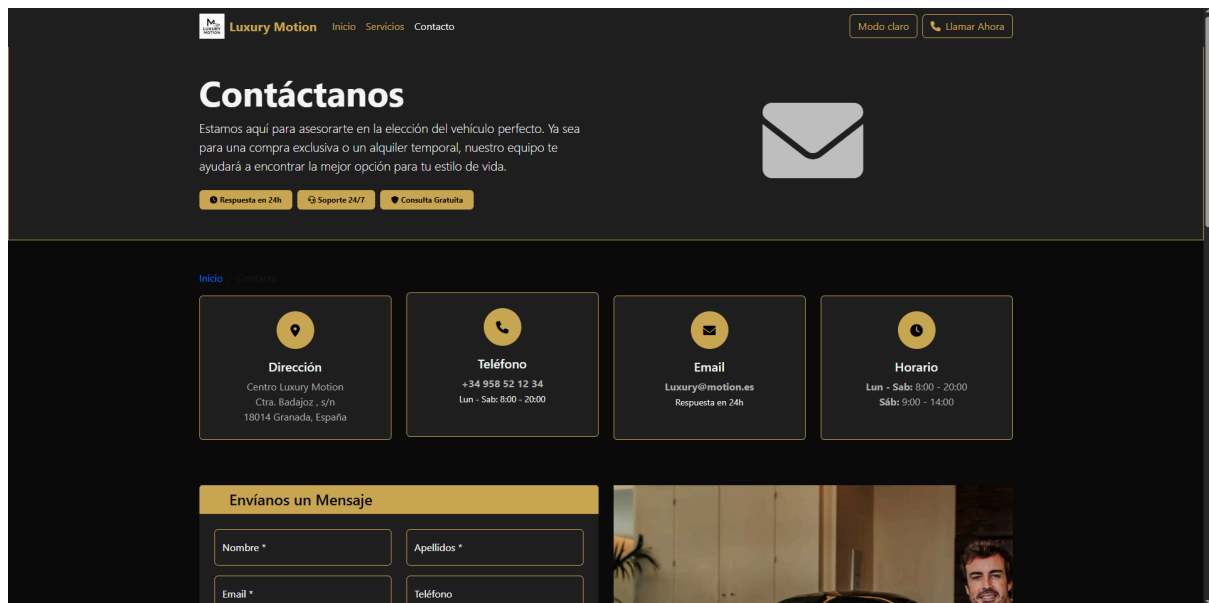 M
LUXURY
MOTION
Luxury Motion
Inicio
Servicios
Contacto
Modo claro
Llamar Ahora
Contáctanos
Estamos aquí para asesorarte en la elección del vehículo perfecto. Ya sea
para una compra exclusiva o un alquiler temporal, nuestro equipo te
ayudará a encontrar la mejor opción para tu estilo de vida.
Respuesta en 24h
Soporte 24/7
Consulta Gratuita
Inicio / Contacto
Dirección
Centro Luxury Motion
Ctra. Badajoz , s/n
18014 Granada, España
Teléfono
+34 958 52 12 34
Lun - Sab: 8:00 - 20:00
Email
Luxury@motion.es
Respuesta en 24h
Horario
Lun - Sab: 8:00 - 20:00
Sáb: 9:00 - 14:00
Envíanos un Mensaje
Nombre *
Apellidos *
Email *
Teléfono